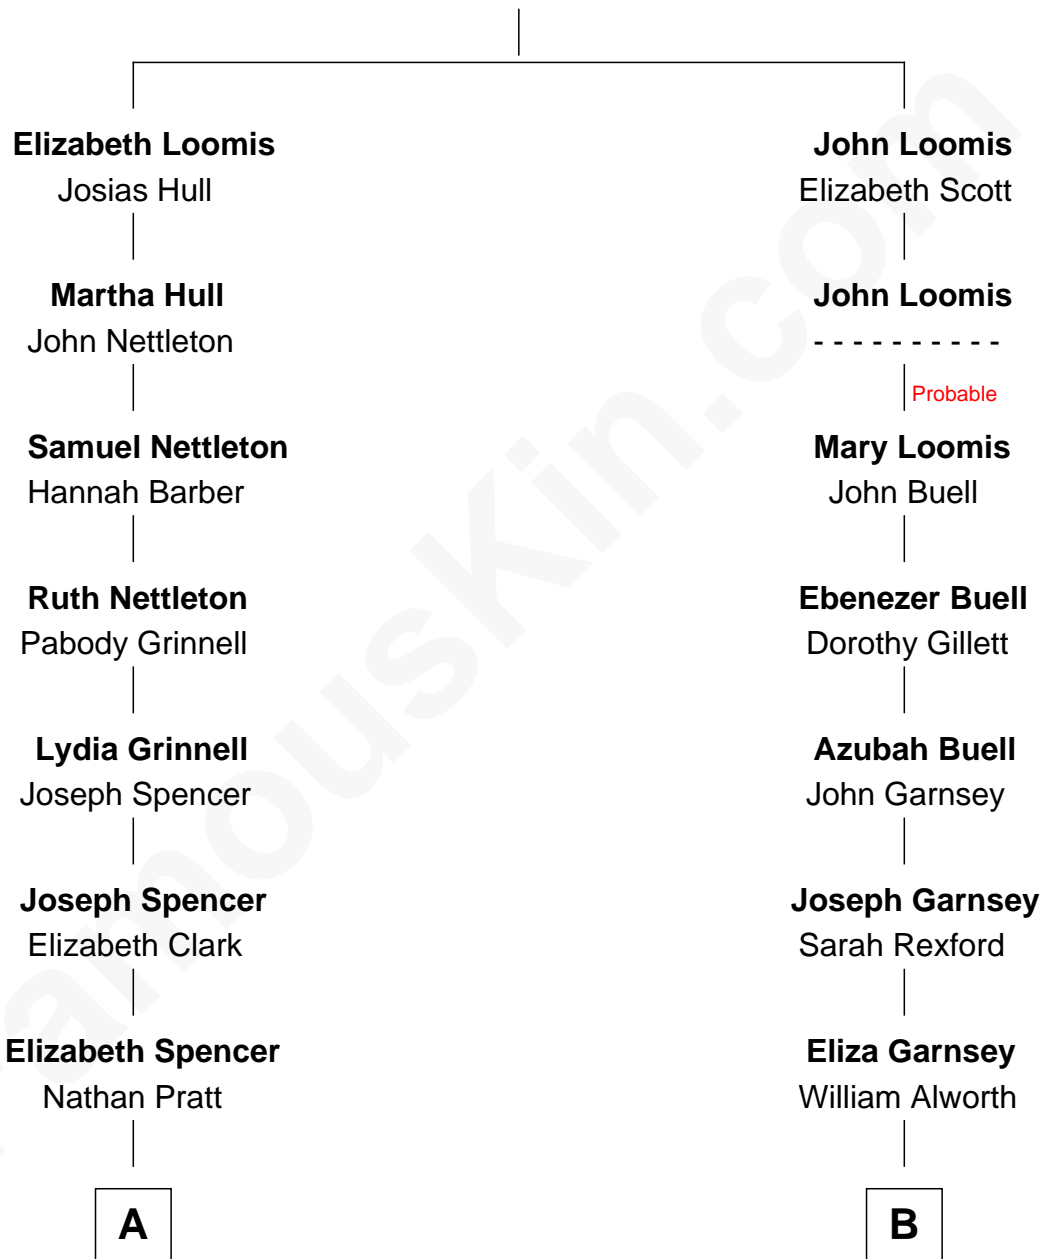 Elizabeth Loomis
Josias Hull
John Loomis
Elizabeth Scott
Martha Hull
John Nettleton
John Loomis
- - - - - - - - - -
Probable
Samuel Nettleton
Hannah Barber
Mary Loomis
John Buell
Ruth Nettleton
Pabody Grinnell
Ebenezer Buell
Dorothy Gillett
Lydia Grinnell
Joseph Spencer
Azubah Buell
John Garnsey
Joseph Spencer
Elizabeth Clark
Joseph Garnsey
Sarah Rexford
Elizabeth Spencer
Nathan Pratt
Eliza Garnsey
William Alworth
A
B
FamousKin.com